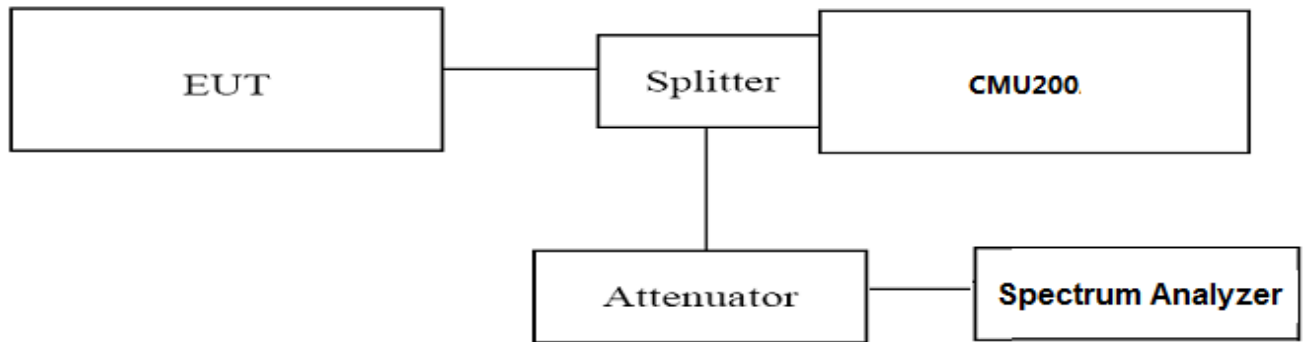 EUT
Splitter
CMU200.
Attenuator
Spectrum Analyzer